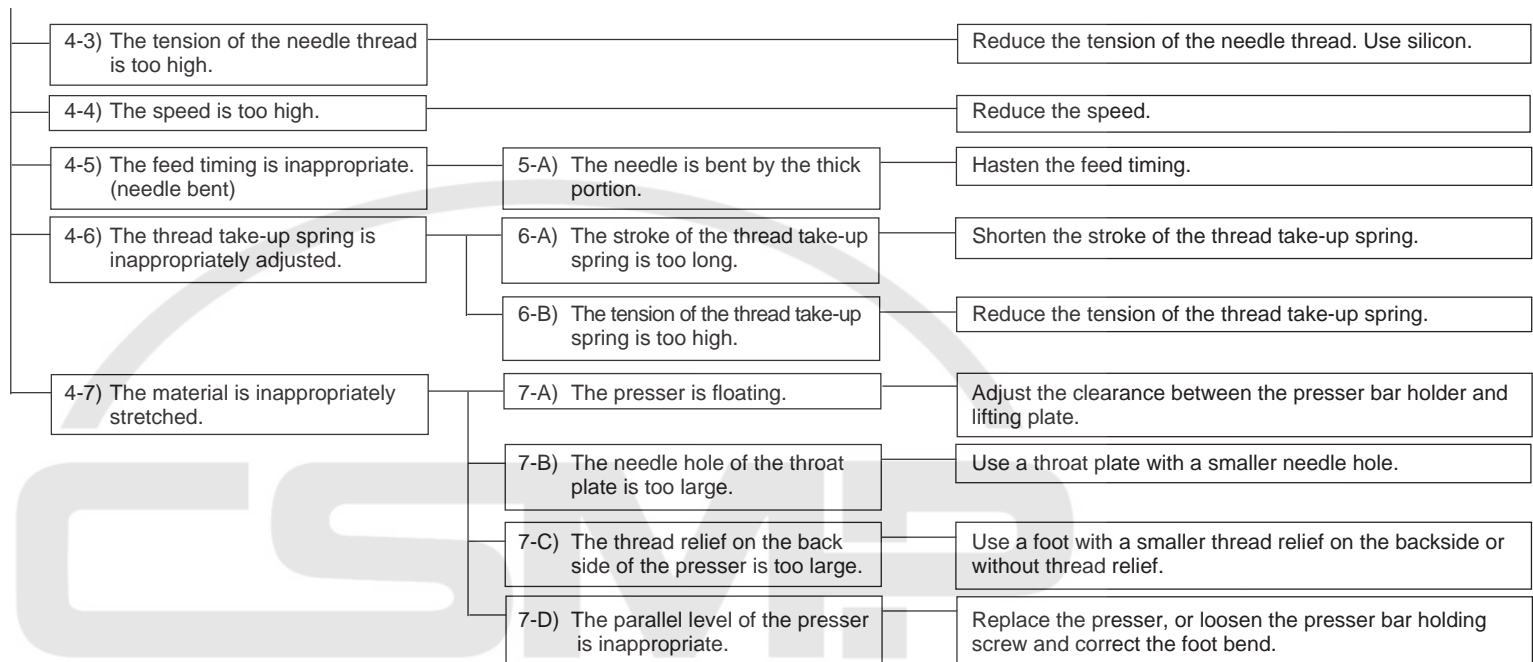 4-3) The tension of the needle thread
is too high.
Reduce the tension of the needle thread. Use silicon.
4-4) The speed is too high.
Reduce the speed.
4-5) The feed timing is inappropriate.
(needle bent)
5-A) The needle is bent by the thick
portion.
Hasten the feed timing.
4-6) The thread take-up spring is
inappropriately adjusted.
6-A) The stroke of the thread take-up
spring is too long.
Shorten the stroke of the thread take-up spring.
6-B) The tension of the thread take-up
spring is too high.
Reduce the tension of the thread take-up spring.
4-7) The material is inappropriately
stretched.
7-A) The presser is floating.
Adjust the clearance between the presser bar holder and
lifting plate.
7-B) The needle hole of the throat
plate is too large.
Use a throat plate with a smaller needle hole.
7-C) The thread relief on the back
side of the presser is too large.
Use a foot with a smaller thread relief on the backside or
without thread relief.
7-D) The parallel level of the presser
is inappropriate.
Replace the presser, or loosen the presser bar holding
screw and correct the foot bend.
CSMP